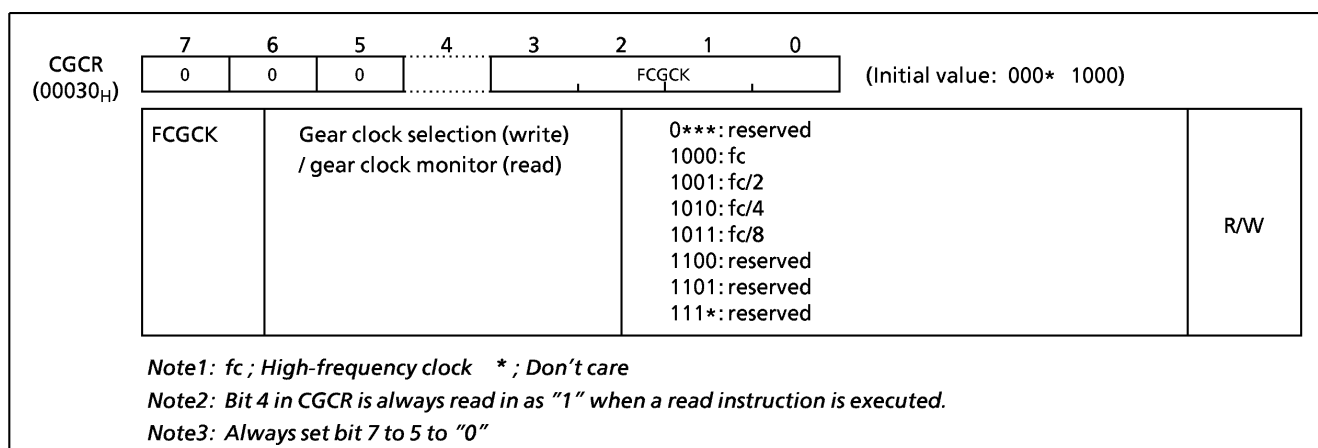 7 6 5 4 3 2 1 0
CGCR
(00030H)
0 0 0 FCGCK
(Initial value: 000* 1000)
FCGCK
Gear clock selection (write)
/ gear clock monitor (read)
0***: reserved
1000: fc
1001: fc/2
1010: fc/4
1011: fc/8
1100: reserved
1101: reserved
111*: reserved
R/W
Note1: fc ; High-frequency clock * ; Don't care
Note2: Bit 4 in CGCR is always read in as "1" when a read instruction is executed.
Note3: Always set bit 7 to 5 to "0"